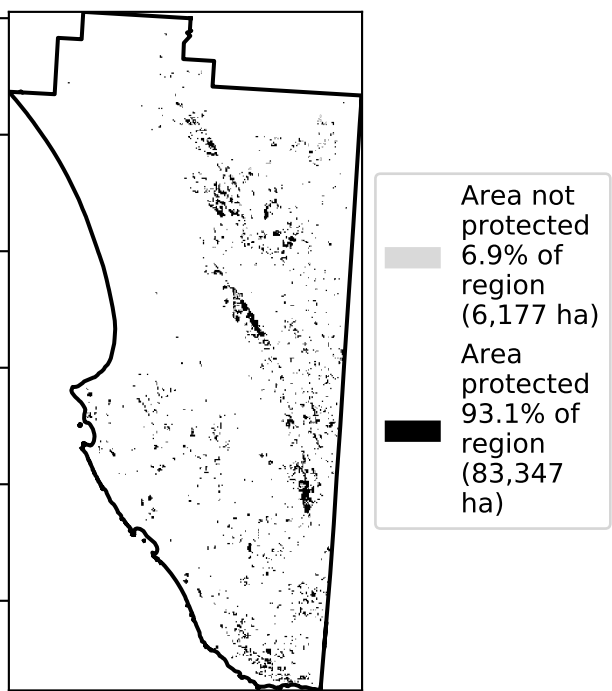 Area not
protected
6.9% of
region
(6,177 ha)
Area
protected
93.1% of
region
(83,347
ha)